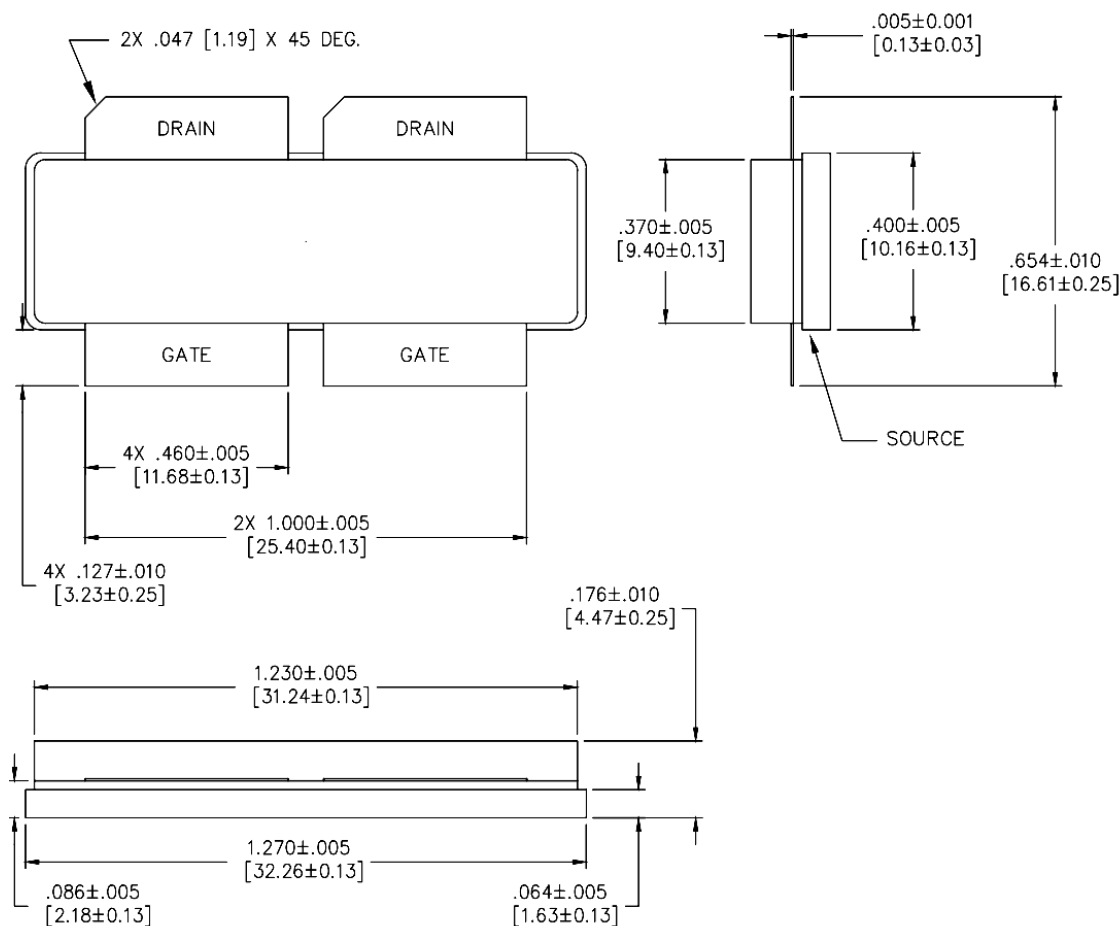 2X .047 [1.19] X 45 DEG.
.005±0.001
[0.13±0.03]
DRAIN
DRAIN
.370±.005
[9.40±0.13]
.400±.005
[10.16±0.13]
.654±.010
[16.61±0.25]
GATE
GATE
SOURCE
4X .460±.005
[11.68±0.13]
2X 1.000±.005
[25.40±0.13]
4X .127±.010
[3.23±0.25]
.176±.010
[4.47±0.25]
1.230±.005
[31.24±0.13]
1.270±.005
[32.26±0.13]
.086±.005
[2.18±0.13]
.064±.005
[1.63±0.13]